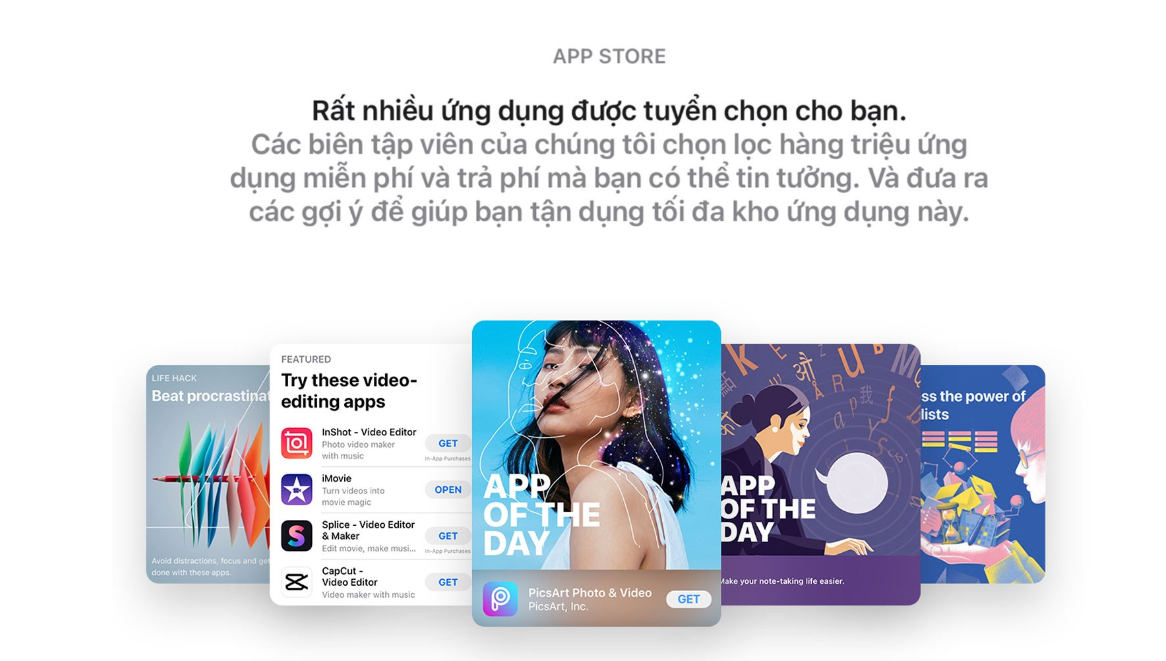 APP STORE
Rất nhiều ứng dụng được tuyển chọn cho bạn.
Các biên tập viên của chúng tôi chọn lọc hàng triệu ứng
dụng miễn phí và trả phí mà bạn có thể tin tưởng. Và đưa ra
các gợi ý để giúp bạn tận dụng tối đa kho ứng dụng này.
LIFE HACK
Beat procrastinat
Avoid distractions, focus and get
done with these apps.
FEATURED
Try these video-
editing apps
InShot - Video Editor
Photo video maker
with music
GET
In-App Purchases
iMovie
Turn videos into
movie magic
OPEN
Splice - Video Editor
& Maker
Edit movie, make musi...
GET
In-App Purchases
CapCut -
Video Editor
Video maker with music
GET
APP
OF THE
DAY
PicsArt Photo & Video
PicsArt, Inc.
GET
APP
OF THE
DAY
Make your note-taking life easier.
ss the power of
lists